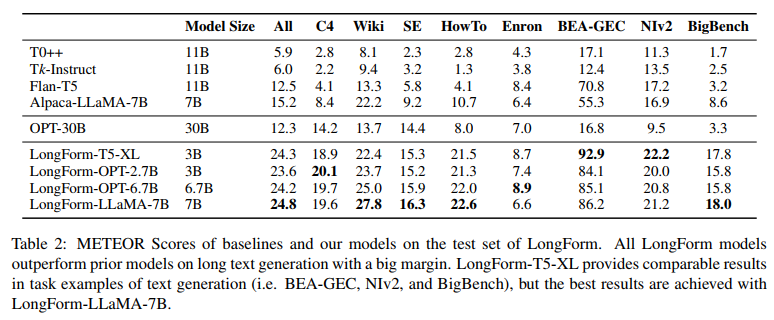 Model Size All C4 Wiki SE HowTo Enron BEA-GEC NIv2 BigBench
T0++ 11B 5.9 2.8 8.1 2.3 2.8 4.3 17.1 11.3 1.7
Tk-Instruct 11B 6.0 2.2 9.4 3.2 1.3 3.8 12.4 13.5 2.5
Flan-T5 11B 12.5 4.1 13.3 5.8 4.1 8.4 70.8 17.2 3.2
Alpaca-LLaMA-7B 7B 15.2 8.4 22.2 9.2 10.7 6.4 55.3 16.9 8.6
OPT-30B 30B 12.3 14.2 13.7 14.4 8.0 7.0 16.8 9.5 3.3
LongForm-T5-XL 3B 24.3 18.9 22.4 15.3 21.5 8.7 92.9 22.2 17.8
LongForm-OPT-2.7B 3B 23.6 20.1 23.7 15.2 21.3 7.4 84.1 20.0 15.8
LongForm-OPT-6.7B 6.7B 24.2 19.7 25.0 15.9 22.0 8.9 85.1 20.8 15.8
LongForm-LLaMA-7B 7B 24.8 19.6 27.8 16.3 22.6 6.6 86.2 21.2 18.0
Table 2: METEOR Scores of baselines and our models on the test set of LongForm. All LongForm models
outperform prior models on long text generation with a big margin. LongForm-T5-XL provides comparable results
in task examples of text generation (i.e. BEA-GEC, NIv2, and BigBench), but the best results are achieved with
LongForm-LLaMA-7B.